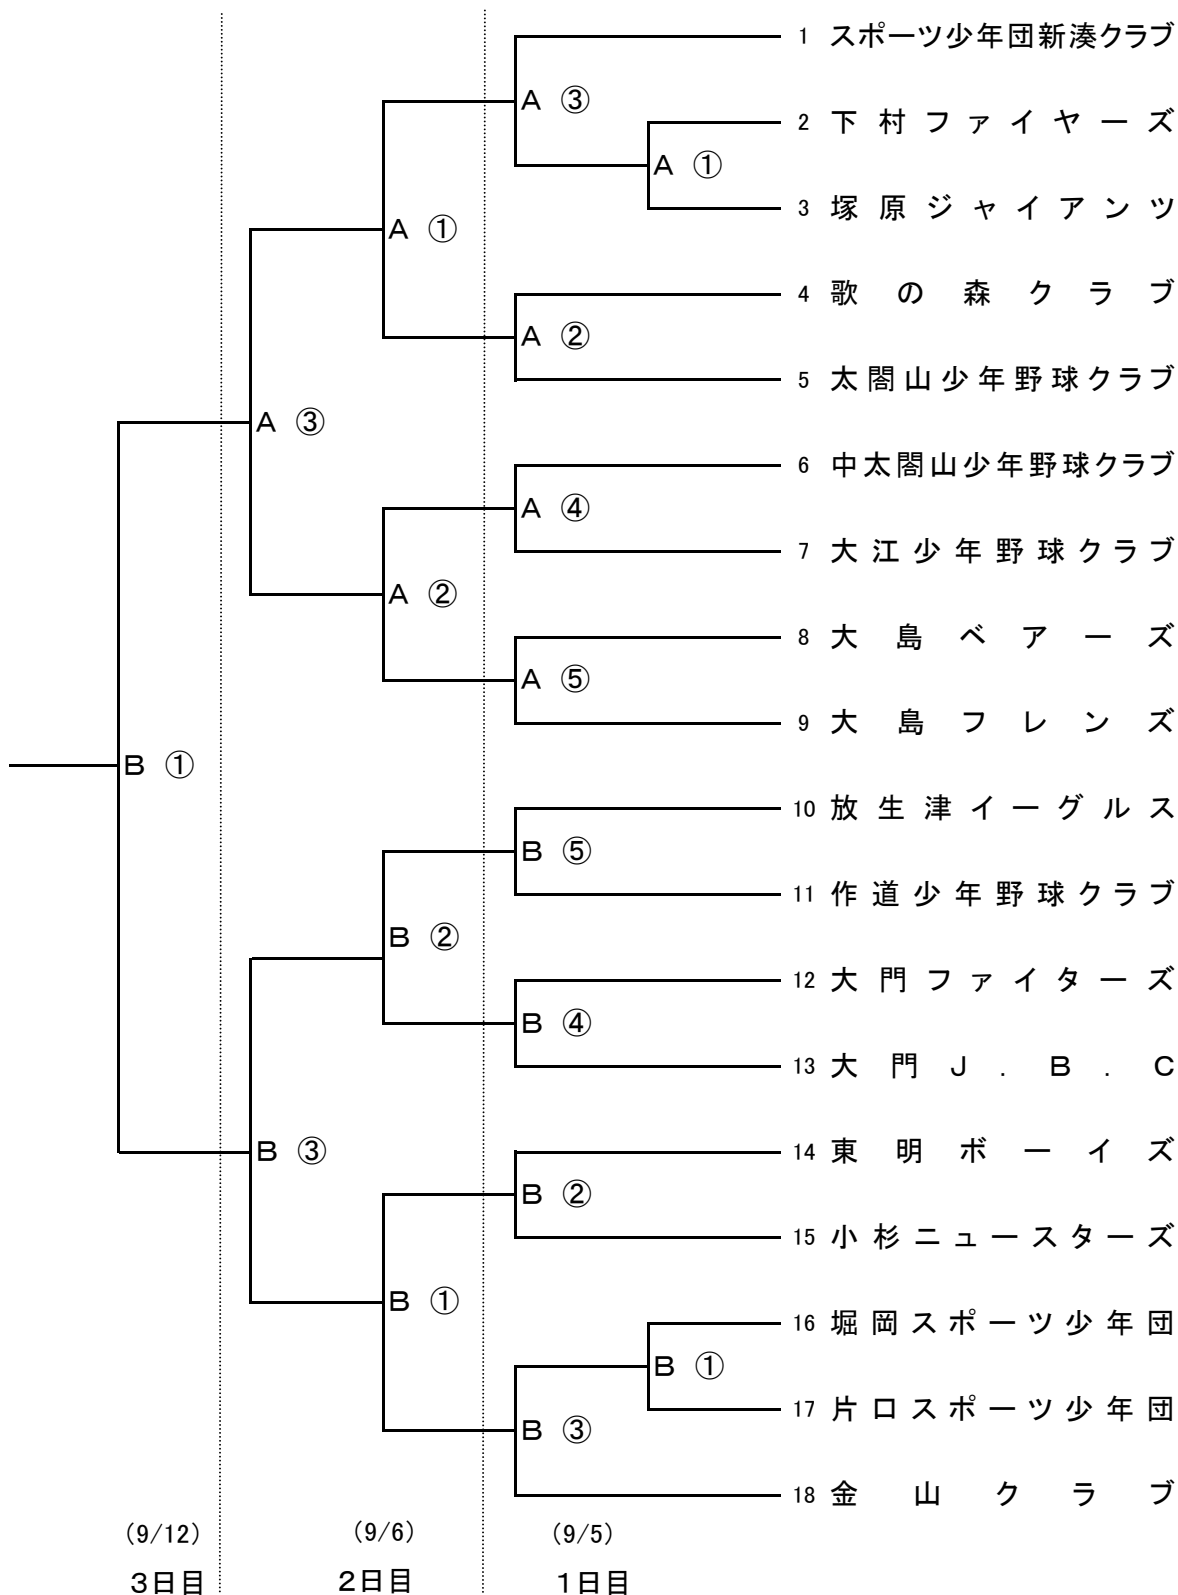 1 スポーツ少年団新湊クラブ
A ③
2 下村ファイヤーズ
A ①
3 塚原ジャイアンツ
A ①
4 歌の森クラブ
A ②
5 太閤山少年野球クラブ
A ③
6 中太閤山少年野球クラブ
A ④
7 大江少年野球クラブ
A ②
8 大島ベアーズ
A ⑤
9 大島フレンズ
B ①
10 放生津イーグルス
B ⑤
11 作道少年野球クラブ
B ②
12 大門ファイターズ
B ④
13 大門J.B.C
B ③
14 東明ボーイズ
B ②
15 小杉ニュースターズ
B ①
16 堀岡スポーツ少年団
B ①
17 片口スポーツ少年団
B ③
18 金山クラブ
(9/12) (9/6) (9/5)
3日目 2日目 1日目